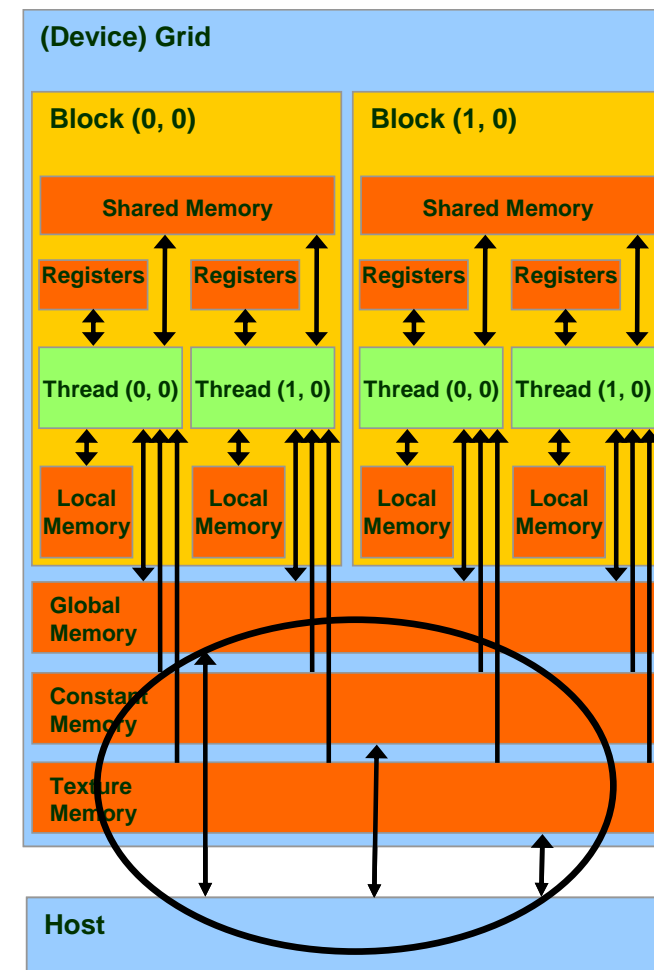 (Device) Grid
Block (0, 0)
Block (1, 0)
Shared Memory
Shared Memory
Registers
Registers
Registers
Registers
Thread (0, 0)
Thread (1, 0)
Thread (0, 0)
Thread (1, 0)
Local
Memory
Local
Memory
Local
Memory
Local
Memory
Global
Memory
Constant
Memory
Texture
Memory
Host